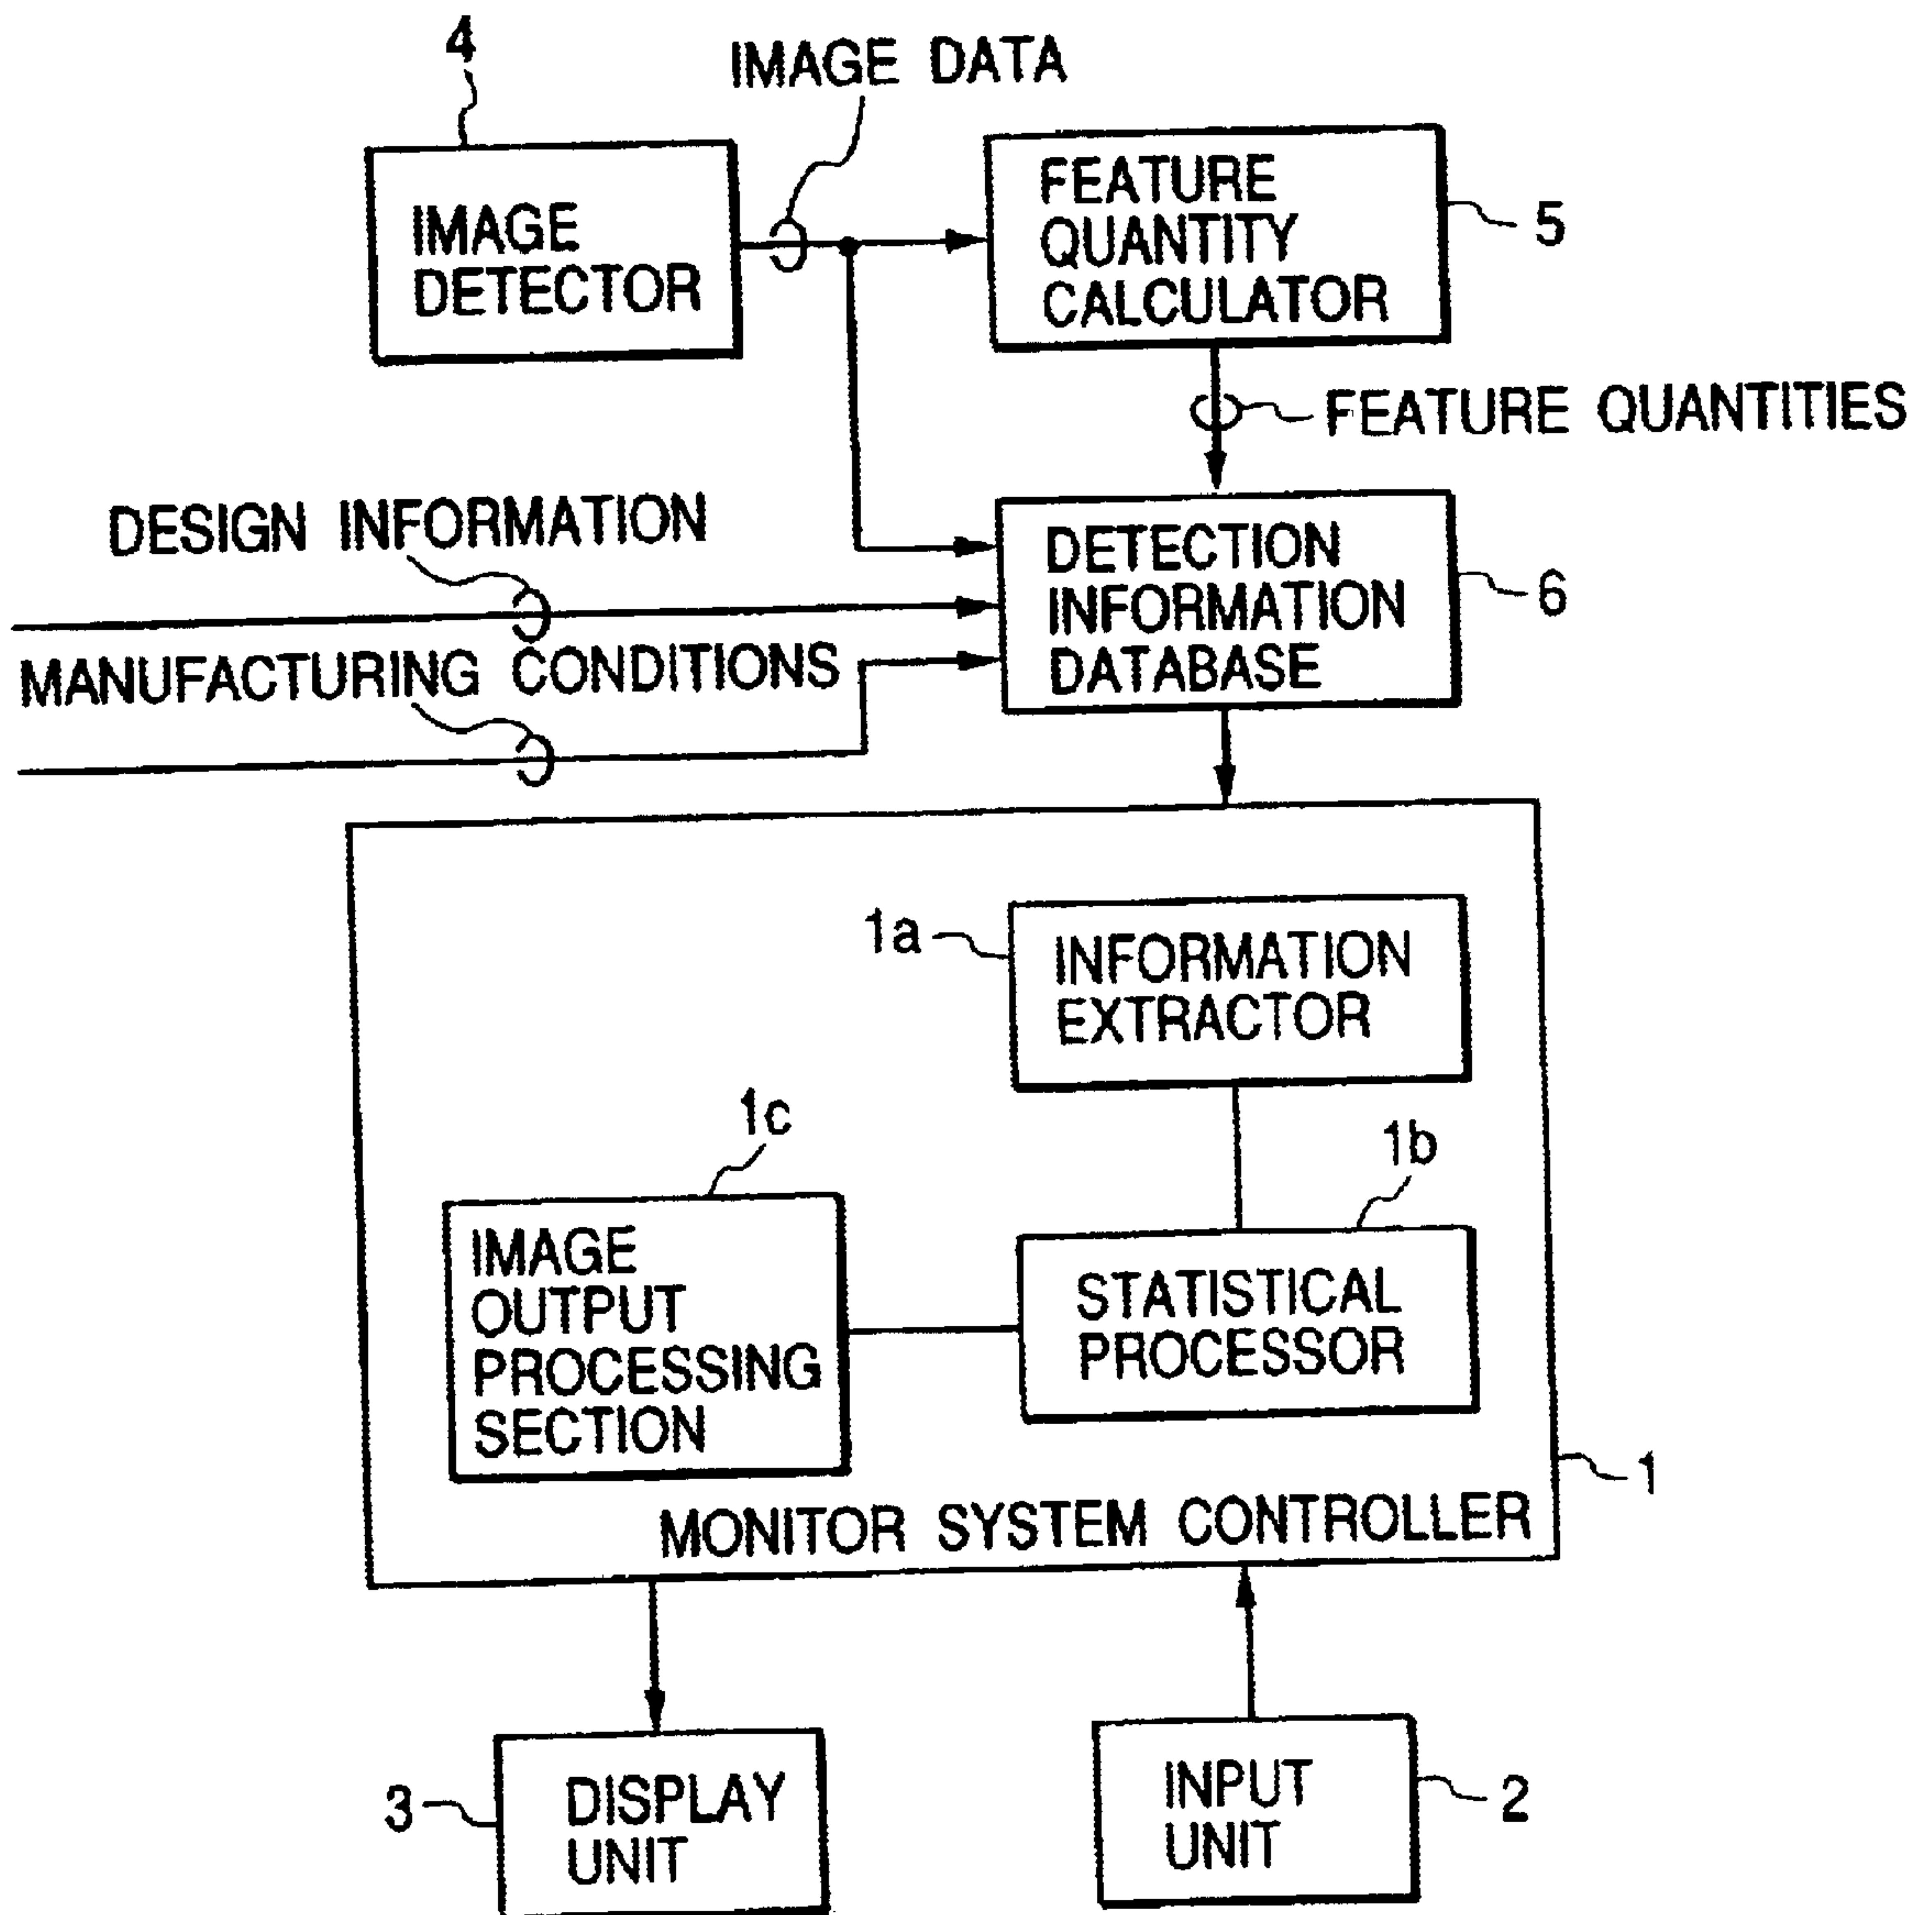 4
IMAGE DATA
IMAGE
DETECTOR
FEATURE
QUANTITY
CALCULATOR
5
FEATURE QUANTITIES
DESIGN INFORMATION
DETECTION
INFORMATION
DATABASE
6
MANUFACTURING CONDITIONS
1a
INFORMATION
EXTRACTOR
1c
1b
IMAGE
OUTPUT
PROCESSING
SECTION
STATISTICAL
PROCESSOR
1
MONITOR SYSTEM CONTROLLER
3
DISPLAY
UNIT
INPUT
UNIT
2